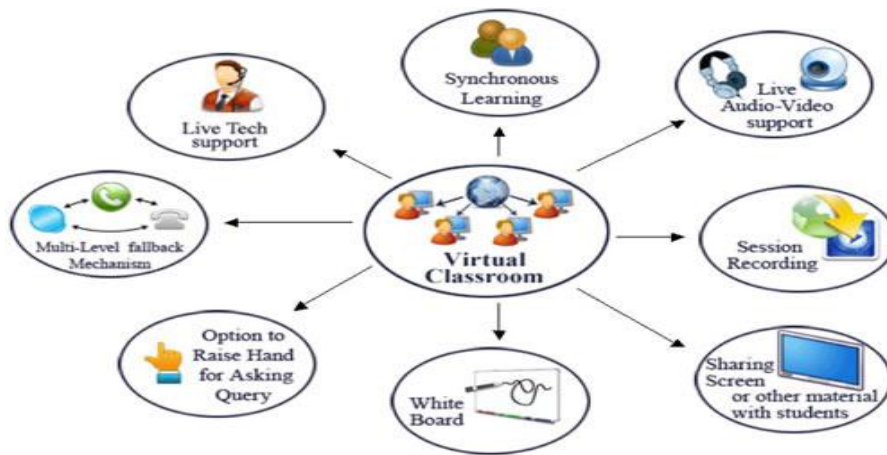 Synchronous
Learning
Live
Audio-Video
support
Live Tech
support
Multi-Level fallback
Mechanism
Virtual
Classroom
Session
Recording
Option to
Raise Hand
for Asking
Query
White
Board
Sharing
Screen
or other material
with students